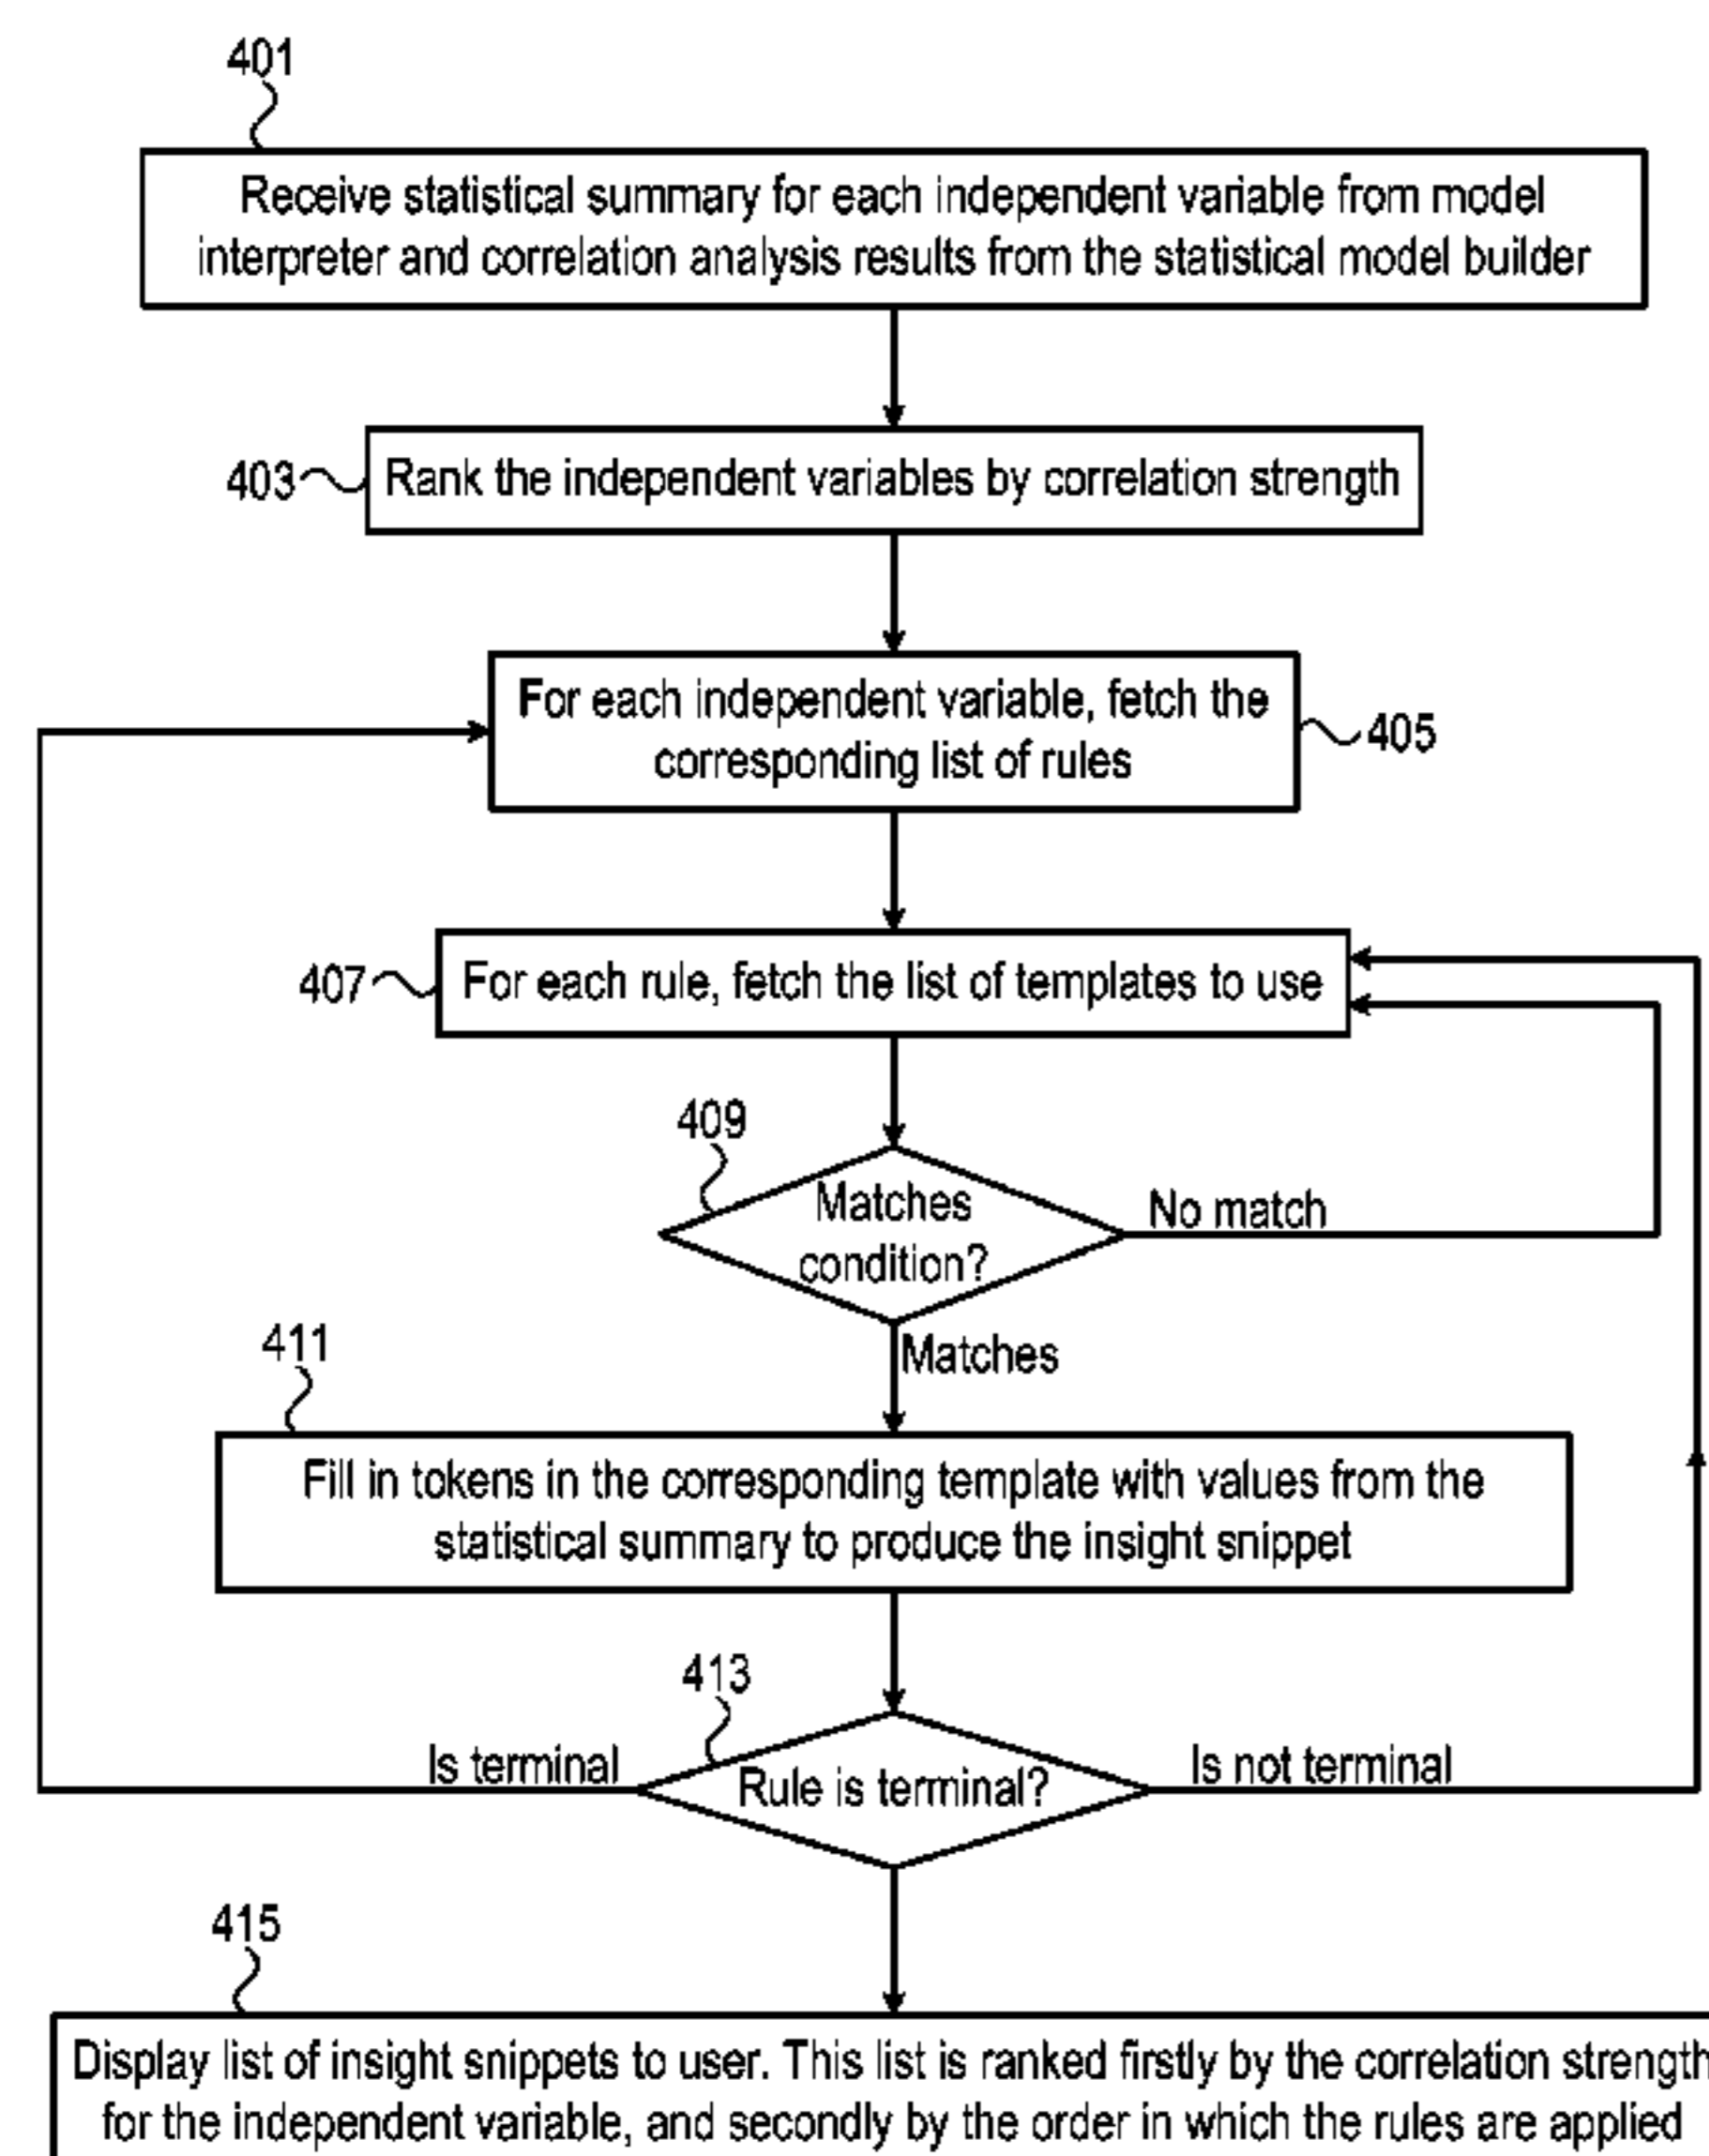 401
Receive statistical summary for each independent variable from model
interpreter and correlation analysis results from the statistical model builder
403
Rank the independent variables by correlation strength
For each independent variable, fetch the
corresponding list of rules
405
407
For each rule, fetch the list of templates to use
409
Matches
condition?
No match
Matches
411
Fill in tokens in the corresponding template with values from the
statistical summary to produce the insight snippet
413
Is terminal
Rule is terminal?
Is not terminal
415
Display list of insight snippets to user. This list is ranked firstly by the correlation strength
for the independent variable, and secondly by the order in which the rules are applied